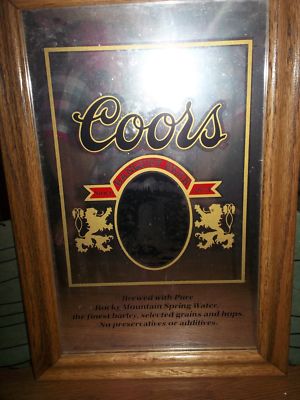 Coors
Brewed with Pure
Rocky Mountain Spring Water,
the finest barley, selected grains and hops.
No preservatives or additives.